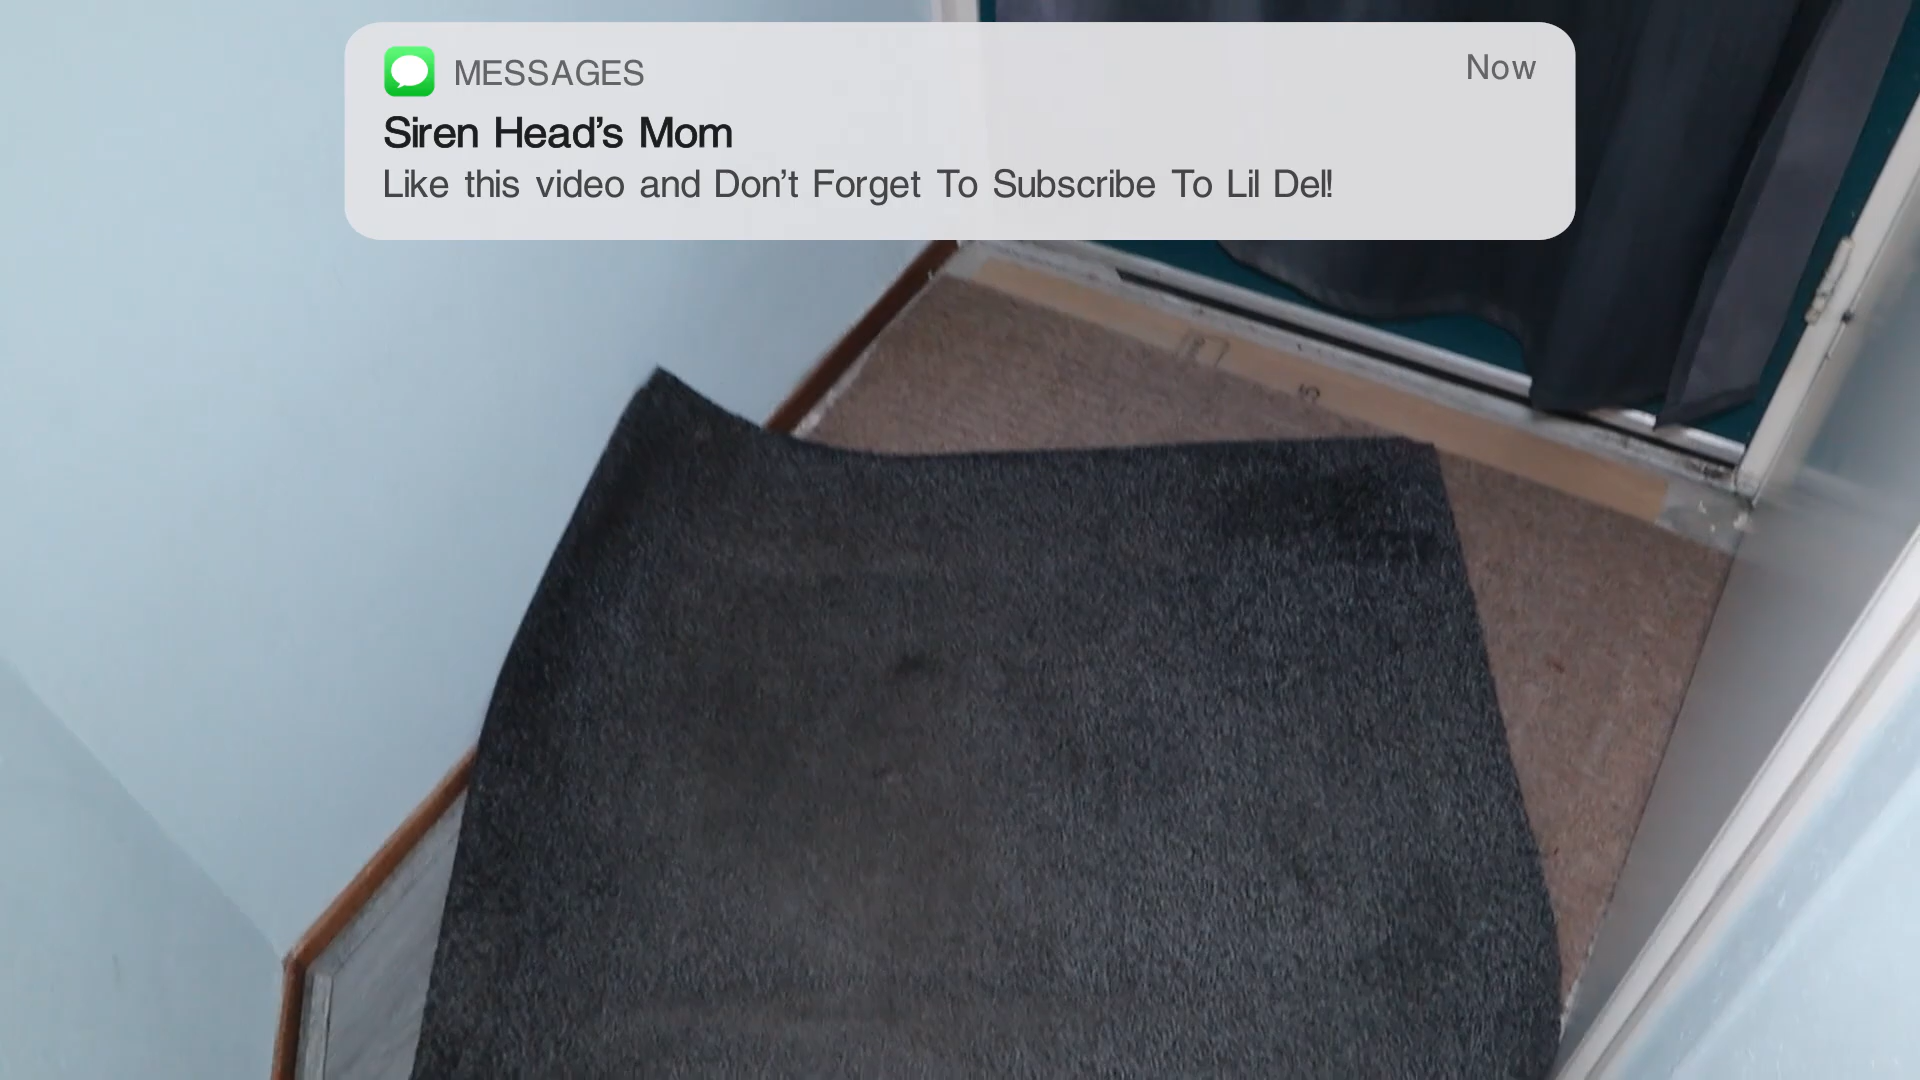 MESSAGES
Now
Siren Head’s Mom
Like this video and Don’t Forget To Subscribe To Lil Del!